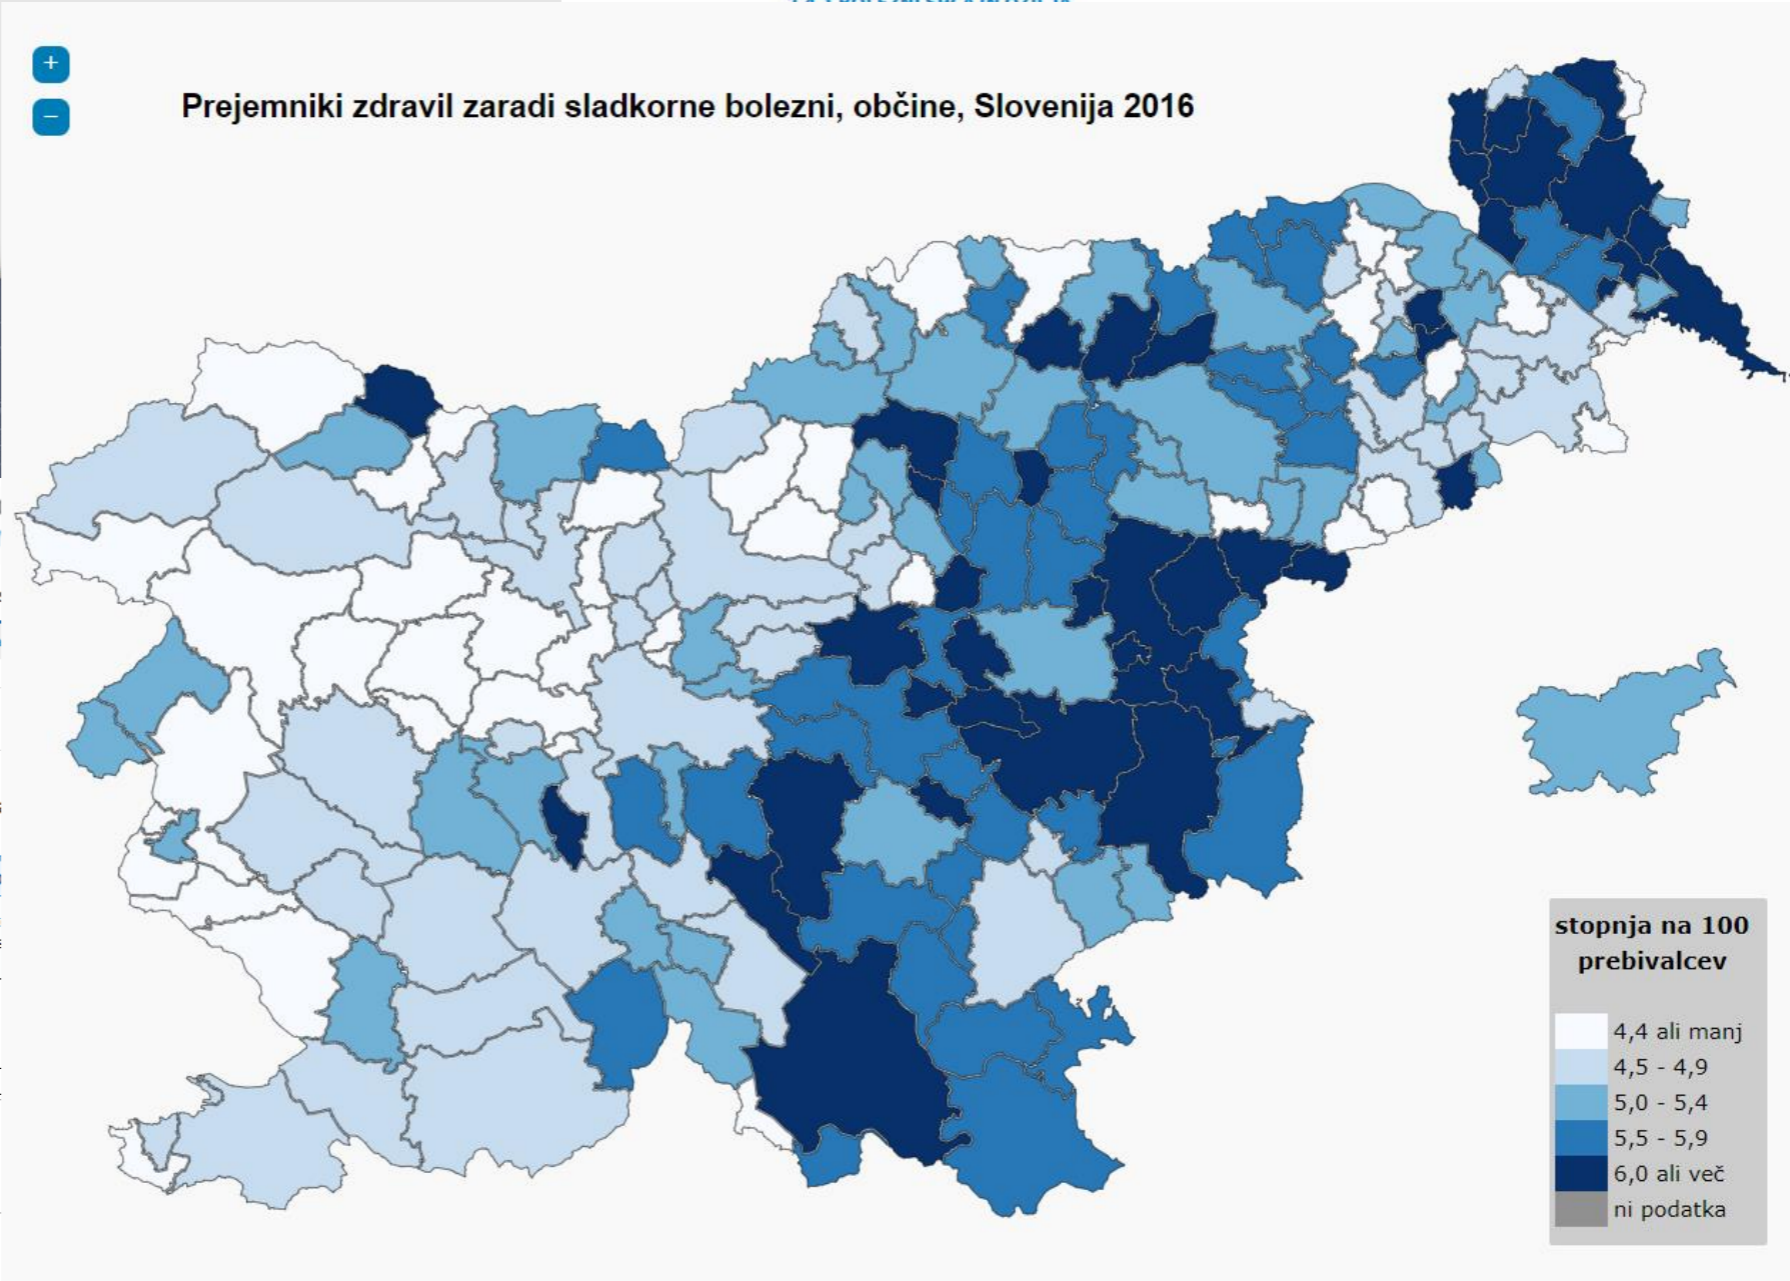 +
−
Prejemniki zdravil zaradi sladkorne bolezni, občine, Slovenija 2016
stopnja na 100
prebivalcev
4,4 ali manj
4,5 - 4,9
5,0 - 5,4
5,5 - 5,9
6,0 ali več
ni podatka